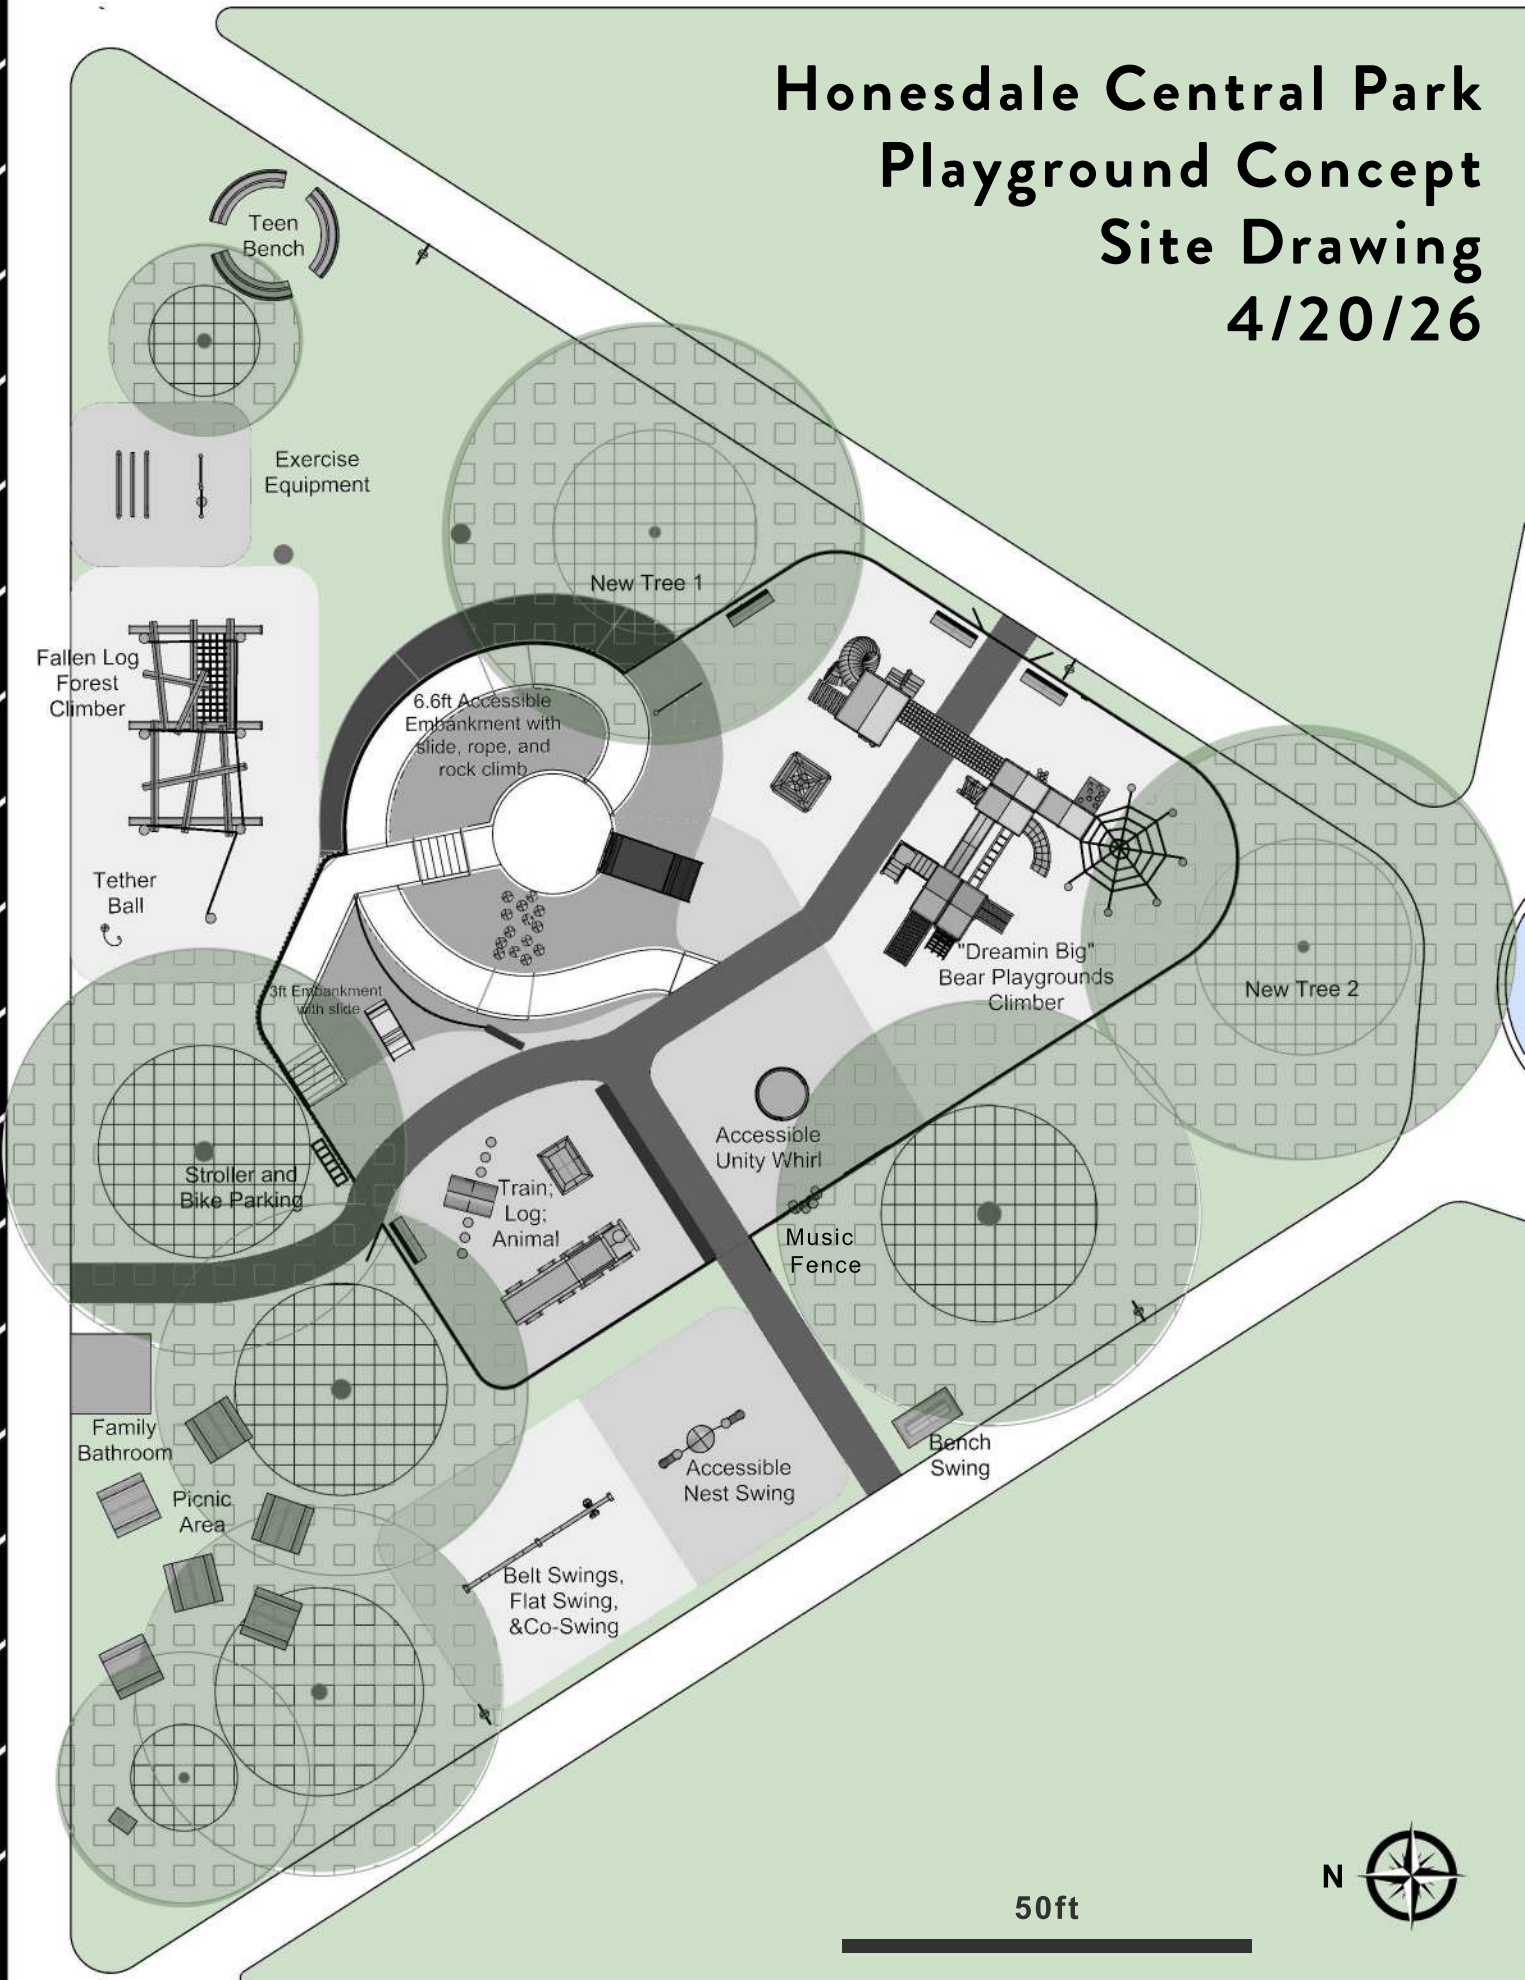 Honesdale Central Park
Playground Concept
Site Drawing
4/20/26
Teen
Bench
Exercise
Equipment
New Tree 1
Fallen Log
Forest
Climber
6.6ft Accessible
Embankment with
slide, rope, and
rock climb
Tether
Ball
"Dreamin Big"
Bear Playgrounds
Climber
New Tree 2
3ft Embankment
with slide
Accessible
Unity Whirl
Stroller and
Bike Parking
Train;
Log;
Animal
Music
Fence
Family
Bathroom
Bench
Swing
Accessible
Nest Swing
Picnic
Area
Belt Swings,
Flat Swing,
&Co-Swing
N
50ft